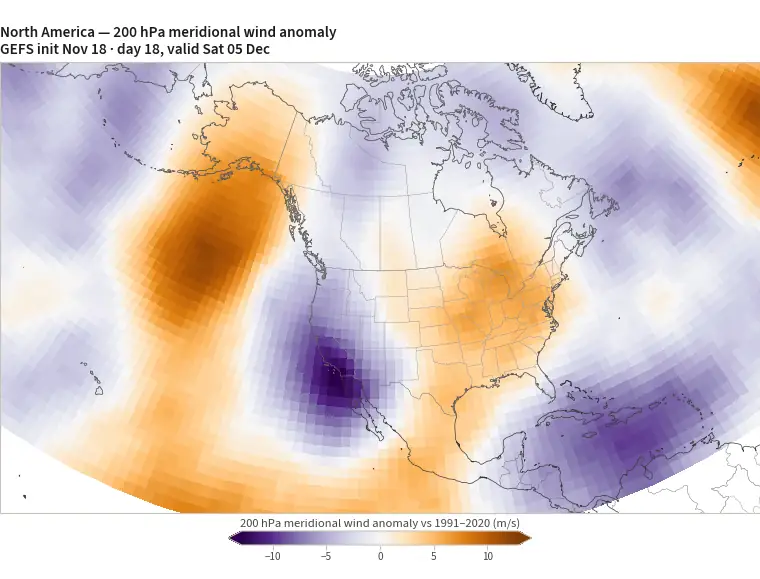 North America — 200 hPa meridional wind anomaly
GEFS init Nov 18 · day 18, valid Sat 05 Dec
200 hPa meridional wind anomaly vs 1991–2020 (m/s)
−10 −5 0 5 10